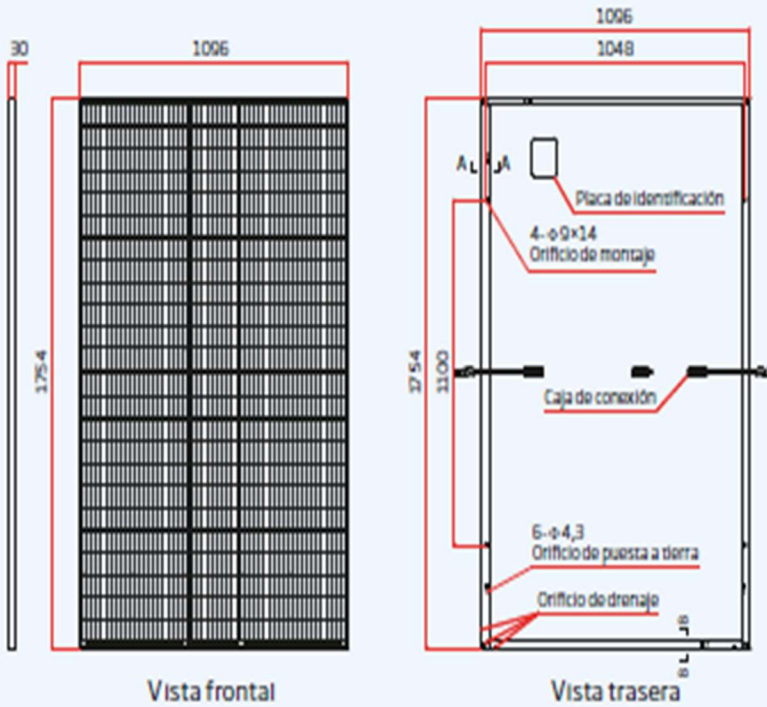 30
1096
1754
Vista frontal
1096
1048
A A
Placa de identificación
4-φ9×14
Orificio de montaje
1754
1100
Caja de conexión
6-φ4,3
Orificio de puesta a tierra
Orificio de drenaje
B
B
Vista trasera